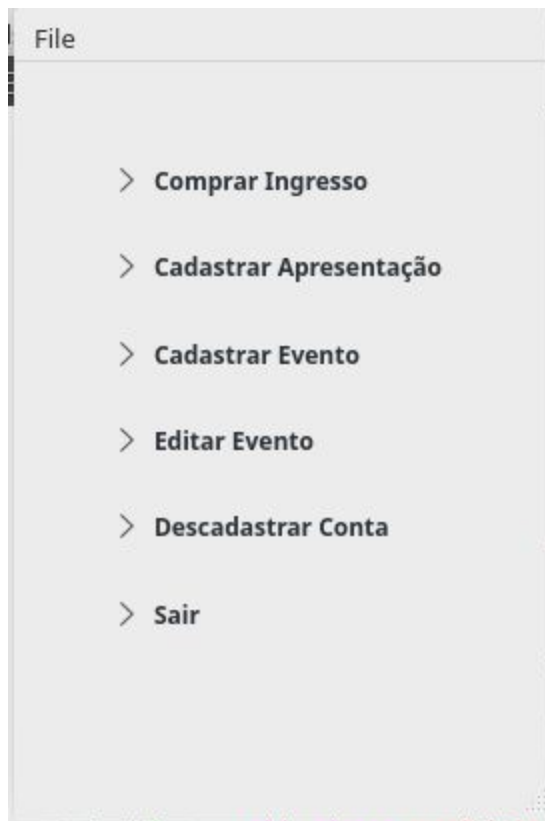 File
Comprar Ingresso
Cadastrar Apresentação
Cadastrar Evento
Editar Evento
Descadastrar Conta
Sair